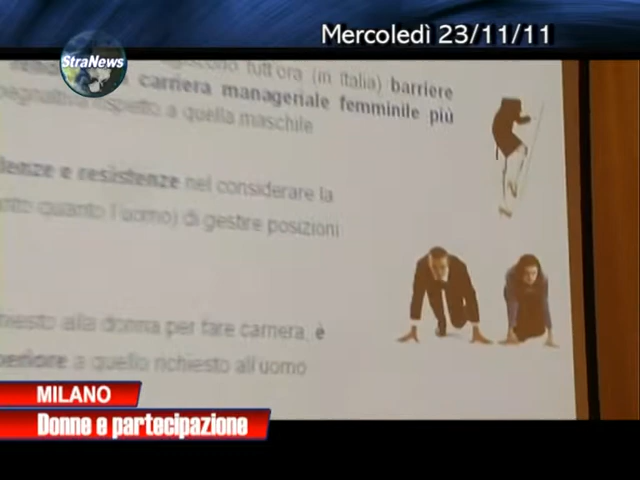 Mercoledì 23/11/11
StraNews
tutt'ora (in Italia) barriere
carriera manageriale femminile più
rispetto a quella maschile
e resistenze nel considerare la
quanto l'uomo) di gestire posizioni
alla donna per fare carriera, è
a quello richiesto all'uomo
MILANO
Donne e partecipazione